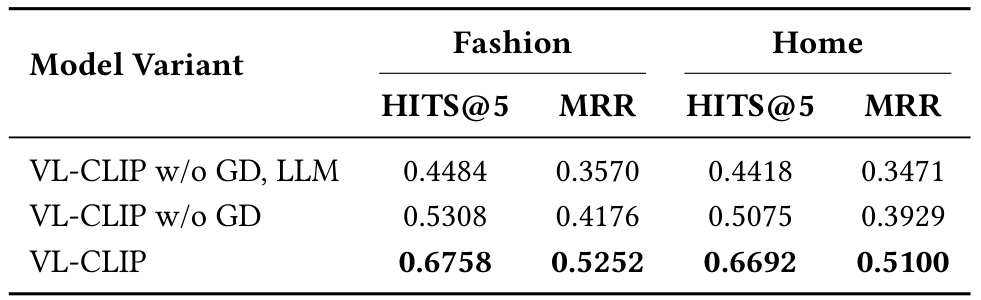 Model Variant Fashion Home
HITS@5 MRR HITS@5 MRR
VL-CLIP w/o GD, LLM 0.4484 0.3570 0.4418 0.3471
VL-CLIP w/o GD 0.5308 0.4176 0.5075 0.3929
VL-CLIP 0.6758 0.5252 0.6692 0.5100